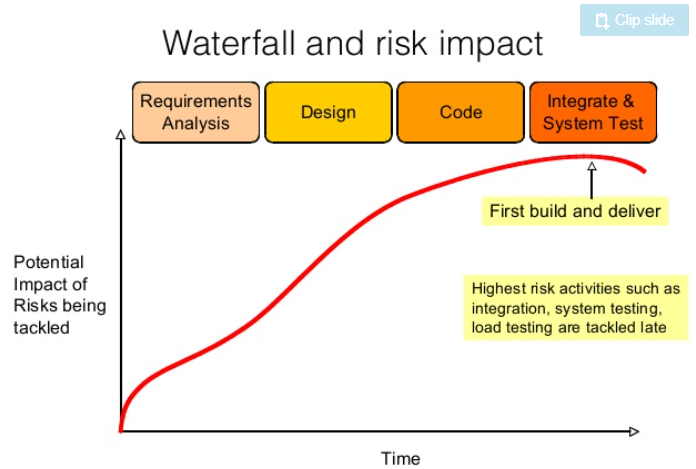 Clip slide
Waterfall and risk impact
Requirements
Analysis
Design
Code
Integrate &
System Test
First build and deliver
Potential
Impact of
Risks being
tackled
Highest risk activities such as
integration, system testing,
load testing are tackled late
Time